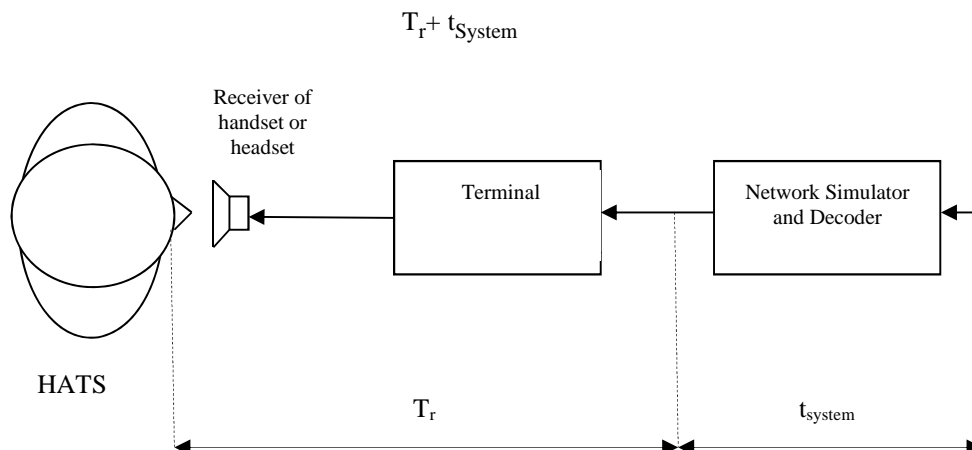 Tr+ tSystem
Receiver of
handset or
headset
Terminal
Network Simulator
and Decoder
HATS
Tr
tsystem